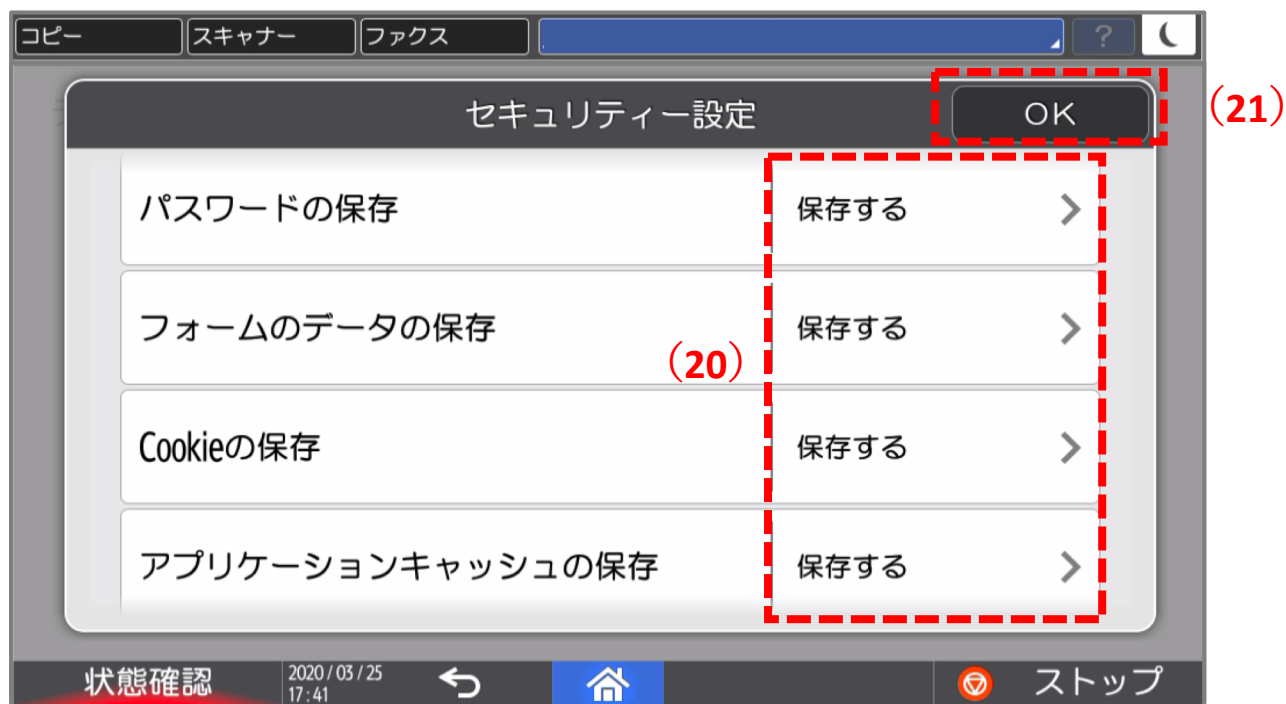 コピー
スキャナー
ファクス
?
セキュリティー設定
OK
（21）
パスワードの保存
保存する
フォームのデータの保存
保存する
（20）
Cookieの保存
保存する
アプリケーションキャッシュの保存
保存する
状態確認
2020/03/25
17:41
ストップ